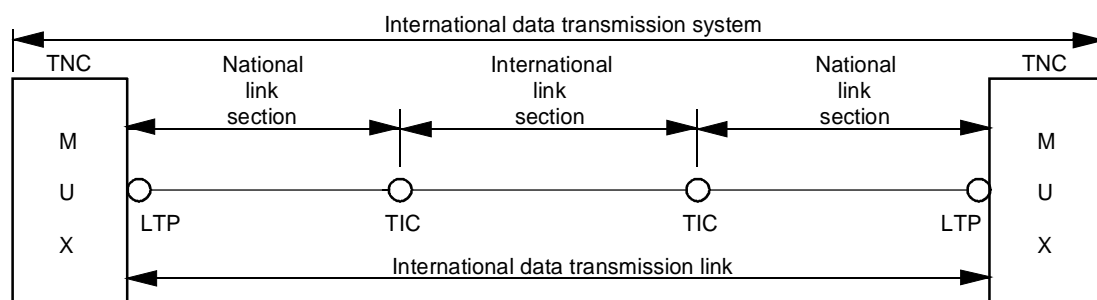 International data transmission system
TNC
TNC
National
link
section
International
link
section
National
link
section
M
U
X
M
U
X
LTP
TIC
TIC
LTP
International data transmission link